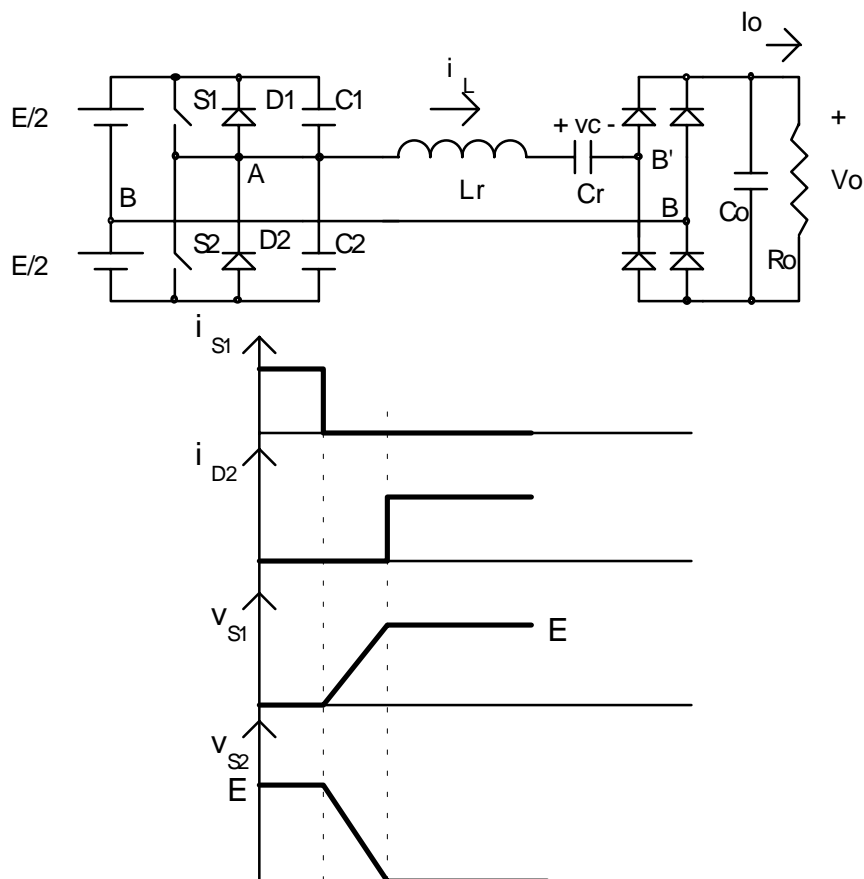 Io
i L
E/2
S1
D1
C1
+ vc -
+
A
B'
Vo
B
Lr
Cr
B
Co
S2
D2
C2
E/2
Ro
i S1
i D2
v S1
E
v S2
E